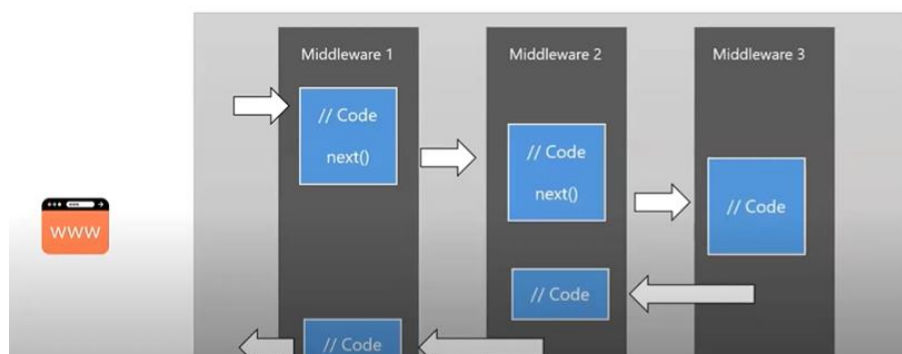 Middleware 1
Middleware 2
Middleware 3
// Code
next()
// Code
next()
// Code
www
// Code
// Code